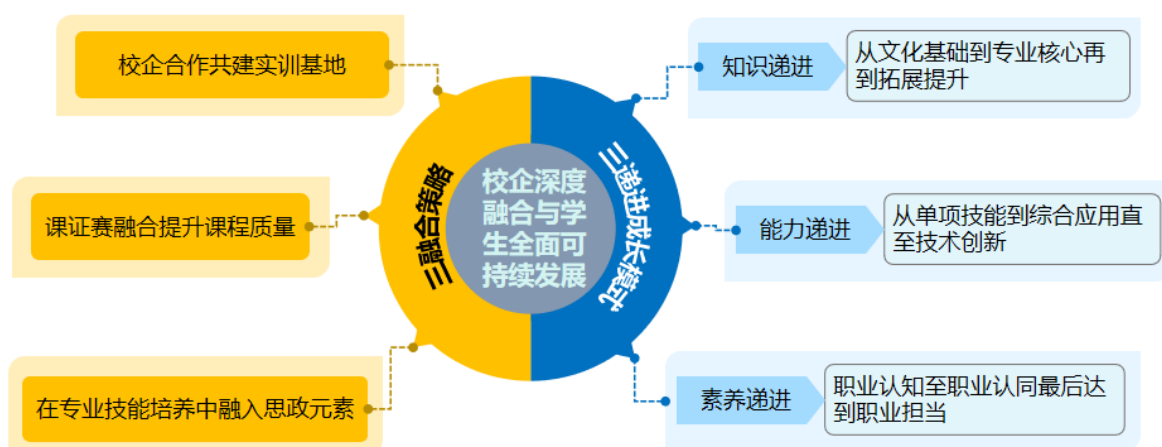 校企合作共建实训基地
课证赛融合提升课程质量
在专业技能培养中融入思政元素
三融合策略
校企深度
融合与学
生全面可
持续发展
三递进成长模式
知识递进
从文化基础到专业核心再
到拓展提升
能力递进
从单项技能到综合应用直
至技术创新
素养递进
职业认知至职业认同最后达
到职业担当